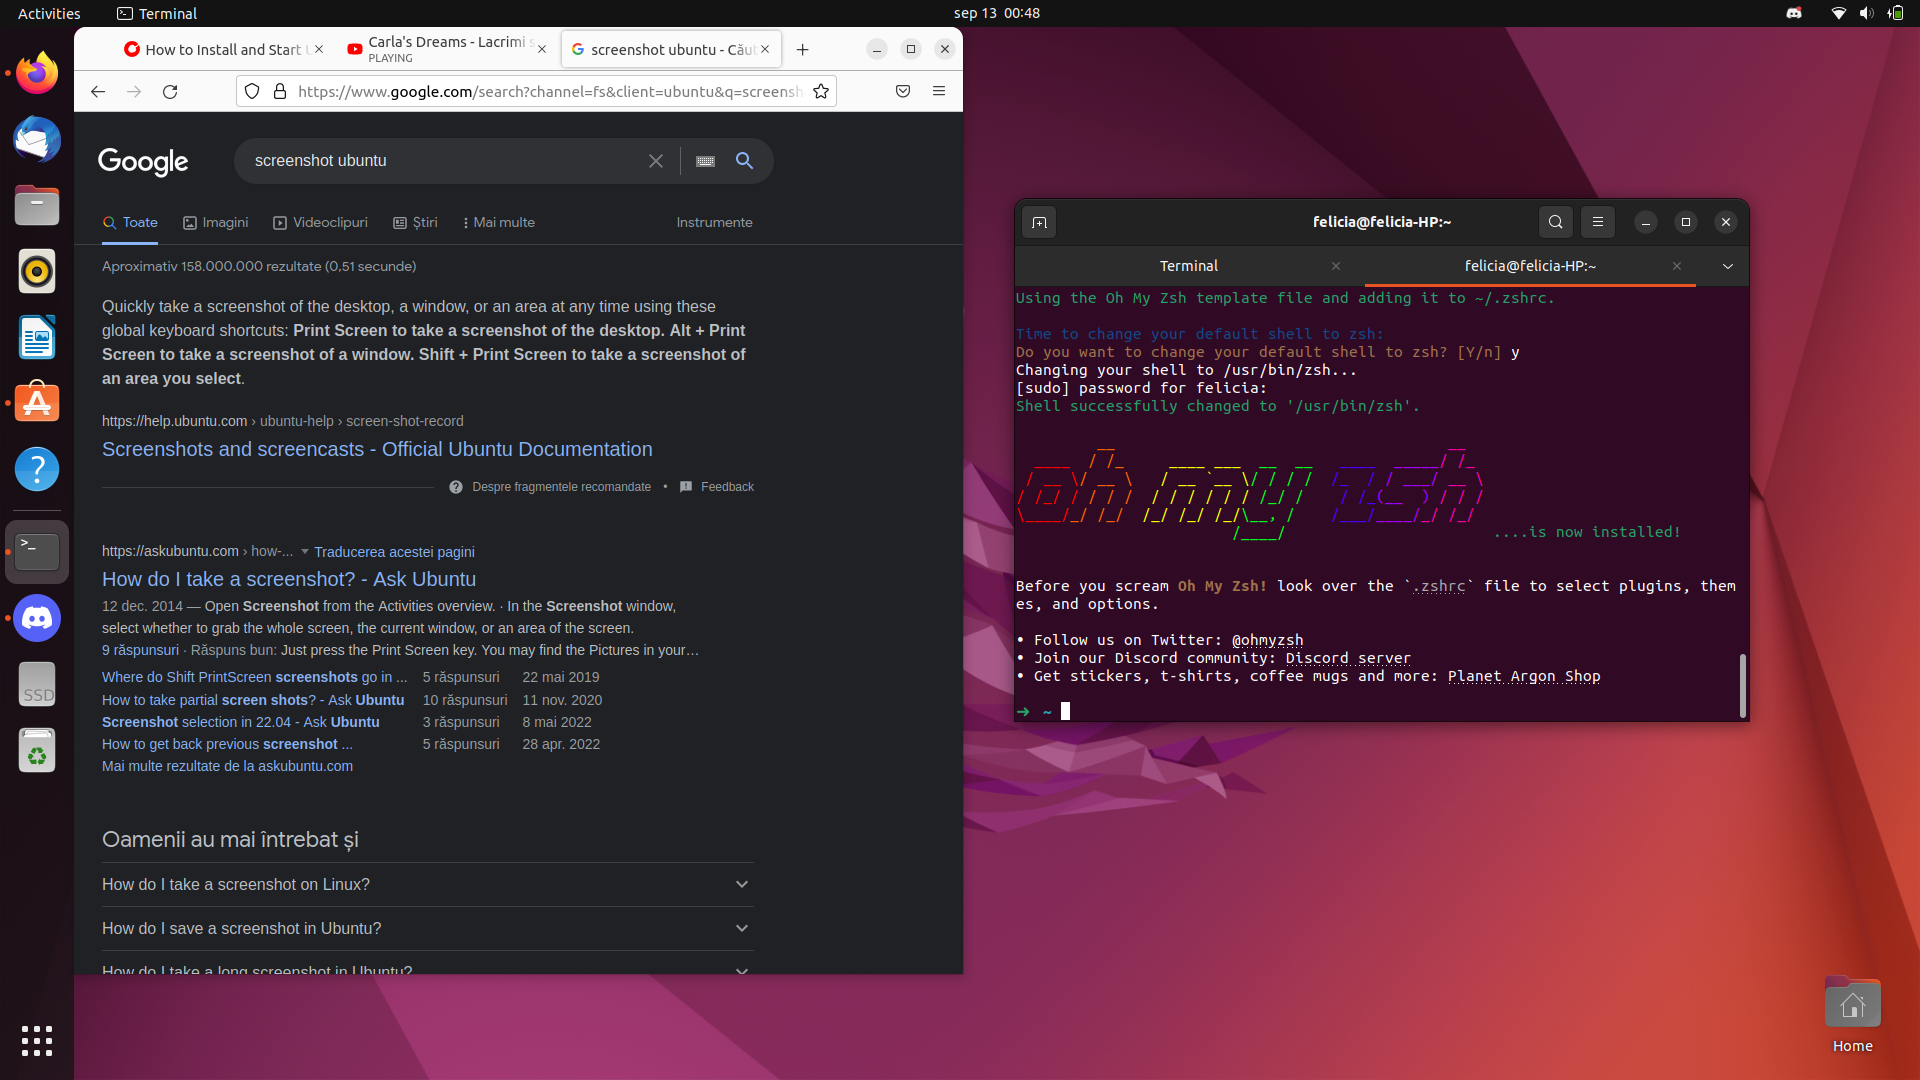 Activities
Terminal
sep 13 00:48
How to Install and Start
Carla's Dreams - Lacrimi
PLAYING
screenshot ubuntu - Cău
https://www.google.com/search?channel=fs&client=ubuntu&q=screensh
Google
screenshot ubuntu
Toate
Imagini
Videoclipuri
Știri
Mai multe
Instrumente
Aproximativ 158.000.000 rezultate (0,51 secunde)
Quickly take a screenshot of the desktop, a window, or an area at any time using these
global keyboard shortcuts: Print Screen to take a screenshot of the desktop. Alt + Print
Screen to take a screenshot of a window. Shift + Print Screen to take a screenshot of
an area you select.
https://help.ubuntu.com › ubuntu-help › screen-shot-record
Screenshots and screencasts - Official Ubuntu Documentation
Despre fragmentele recomandate • Feedback
https://askubuntu.com › how-... Traducerea acestei pagini
How do I take a screenshot? - Ask Ubuntu
12 dec. 2014 — Open Screenshot from the Activities overview. · In the Screenshot window,
select whether to grab the whole screen, the current window, or an area of the screen.
9 răspunsuri · Răspuns bun: Just press the Print Screen key. You may find the Pictures in your…
Where do Shift PrintScreen screenshots go in ... 5 răspunsuri 22 mai 2019
How to take partial screen shots? - Ask Ubuntu 10 răspunsuri 11 nov. 2020
Screenshot selection in 22.04 - Ask Ubuntu 3 răspunsuri 8 mai 2022
How to get back previous screenshot ... 5 răspunsuri 28 apr. 2022
Mai multe rezultate de la askubuntu.com
Oamenii au mai întrebat și
How do I take a screenshot on Linux?
How do I save a screenshot in Ubuntu?
How do I take a long screenshot in Ubuntu?
felicia@felicia-HP:~
Terminal
felicia@felicia-HP:~
Using the Oh My Zsh template file and adding it to ~/.zshrc.
Time to change your default shell to zsh:
Do you want to change your default shell to zsh? [Y/n] y
Changing your shell to /usr/bin/zsh...
[sudo] password for felicia:
Shell successfully changed to '/usr/bin/zsh'.
oh my zsh
....is now installed!
Before you scream Oh My Zsh! look over the `.zshrc` file to select plugins, them
es, and options.
• Follow us on Twitter: @ohmyzsh
• Join our Discord community: Discord server
• Get stickers, t-shirts, coffee mugs and more: Planet Argon Shop
➜ ~
SSD
Home